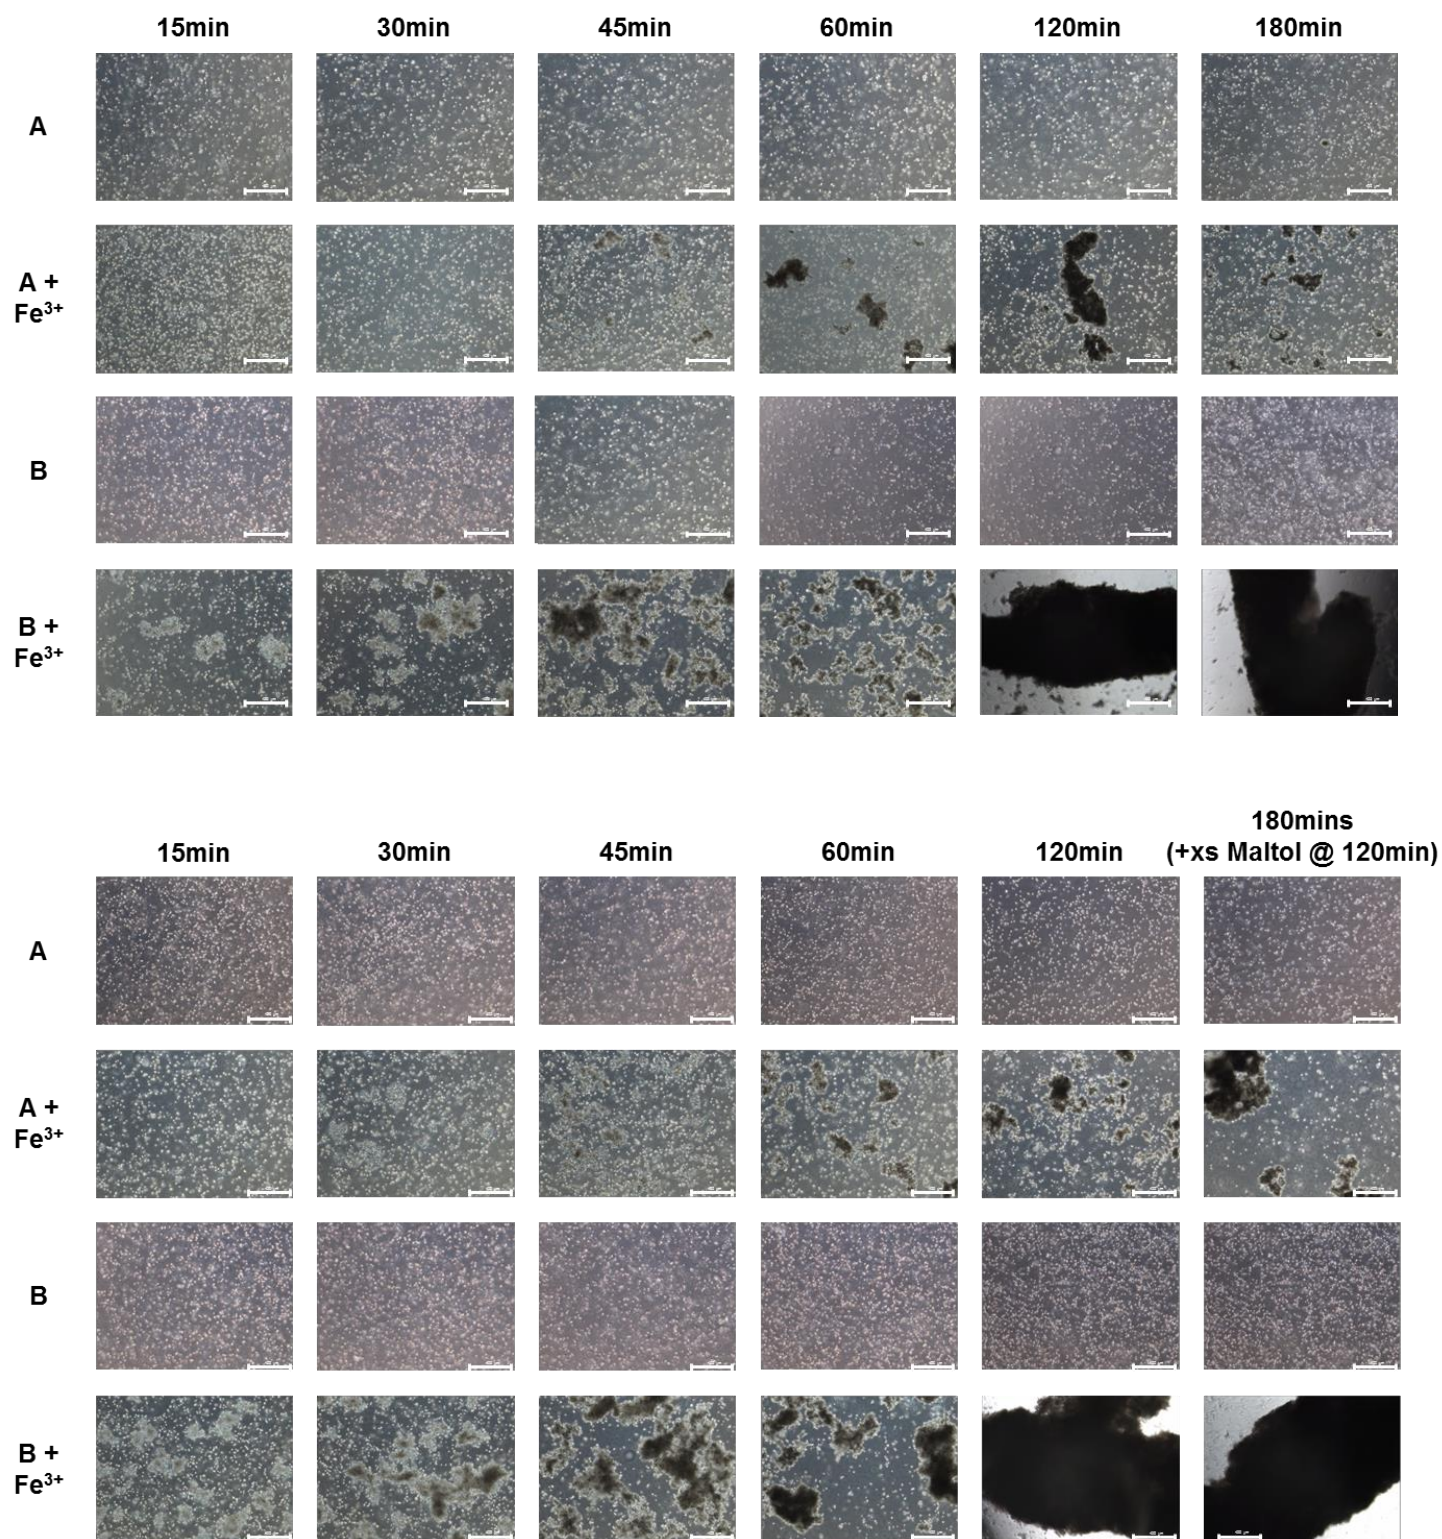 15min 30min 45min 60min 120min 180min
A
A +
Fe³⁺
B
B +
Fe³⁺
180mins
15min 30min 45min 60min 120min (+xs Maltol @ 120min)
A
A +
Fe³⁺
B
B +
Fe³⁺